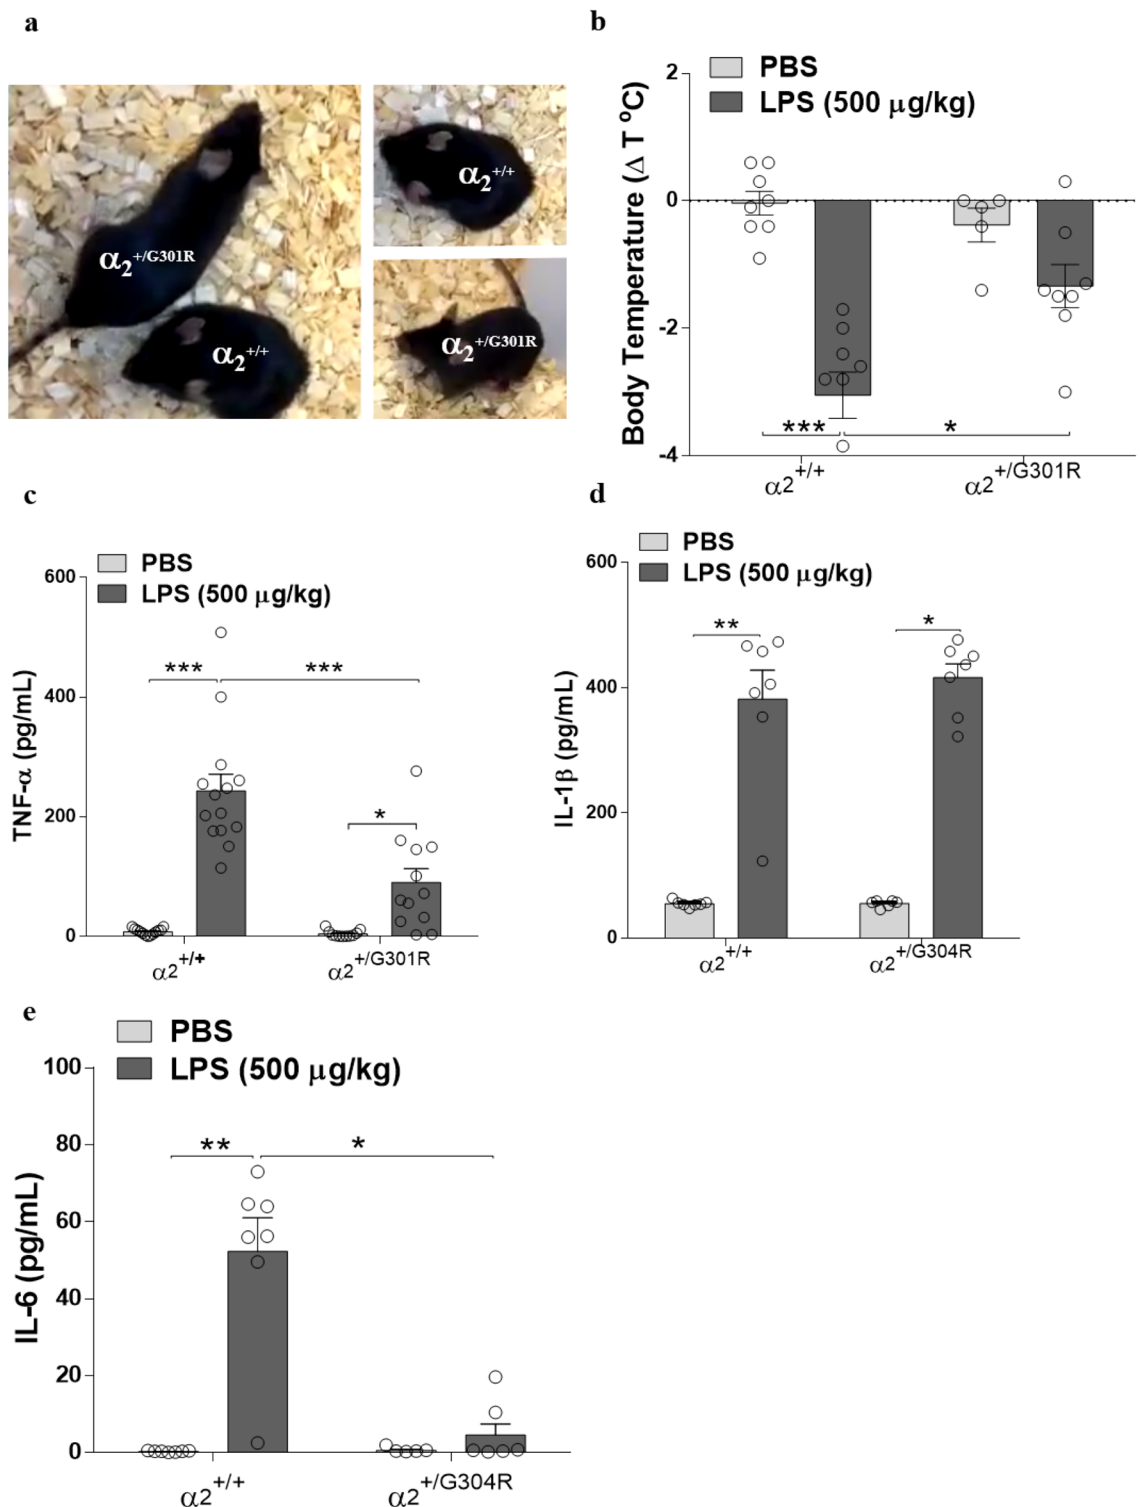 a
α2+/G301R
α2+/+
α2+/+
α2+/G301R
b
PBS
LPS (500 μg/kg)
Body Temperature (Δ T ºC)
2
0
-2
-4
***
*
α2+/+
α2+/G301R
c
PBS
LPS (500 μg/kg)
TNF-α (pg/mL)
600
400
200
0
***
***
*
α2+/+
α2+/G301R
d
PBS
LPS (500 μg/kg)
IL-1β (pg/mL)
600
400
200
0
**
*
α2+/+
α2+/G304R
e
PBS
LPS (500 μg/kg)
IL-6 (pg/mL)
100
80
60
40
20
0
**
*
α2+/+
α2+/G304R